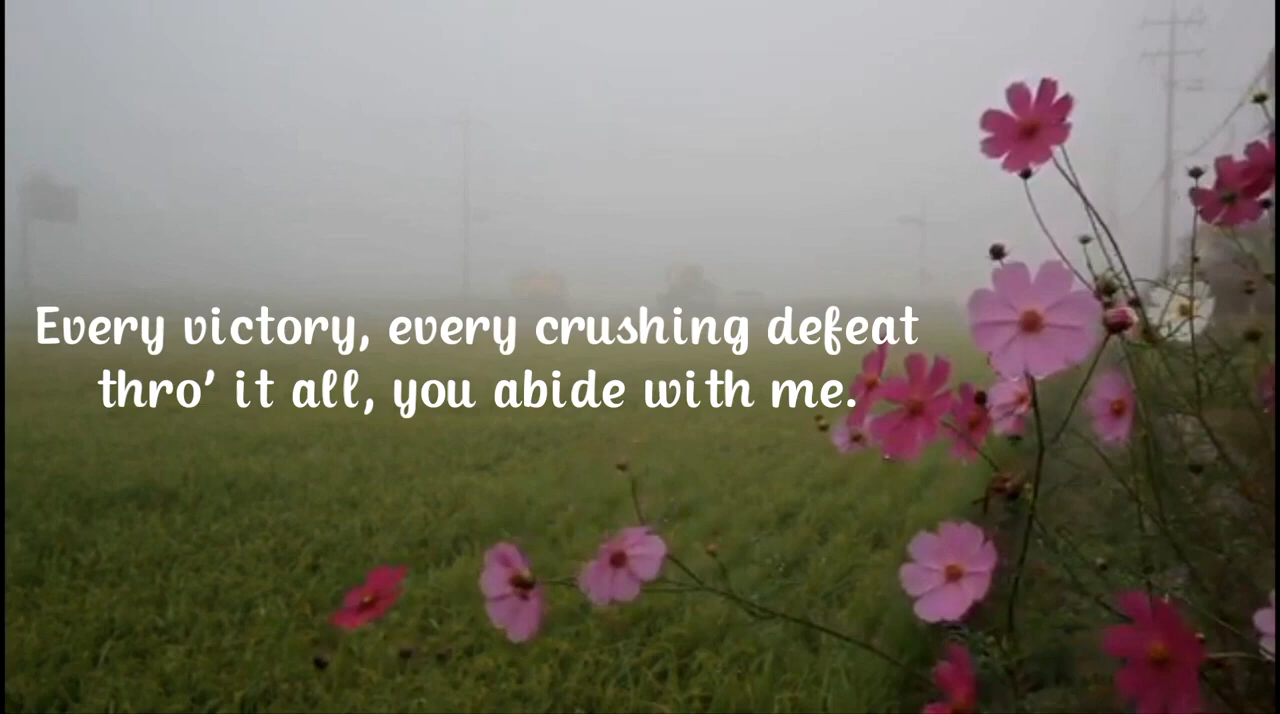 Every victory, every crushing defeat
thro' it all, you abide with me.